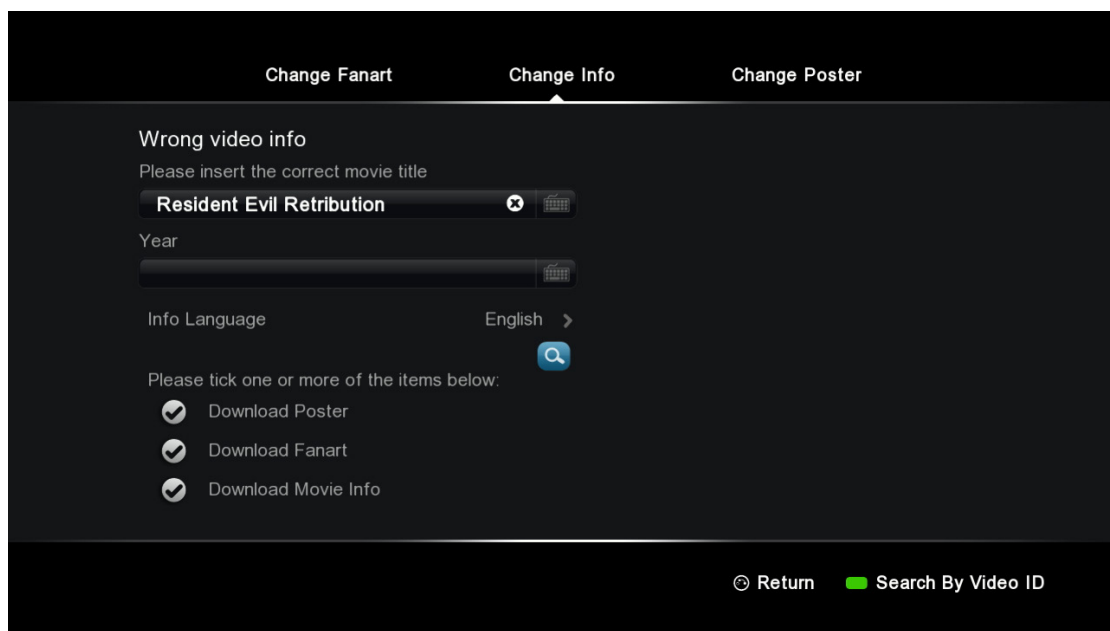 Change Fanart Change Info Change Poster
Wrong video info
Please insert the correct movie title
Resident Evil Retribution
Year
Info Language English
Please tick one or more of the items below:
Download Poster
Download Fanart
Download Movie Info
Return Search By Video ID